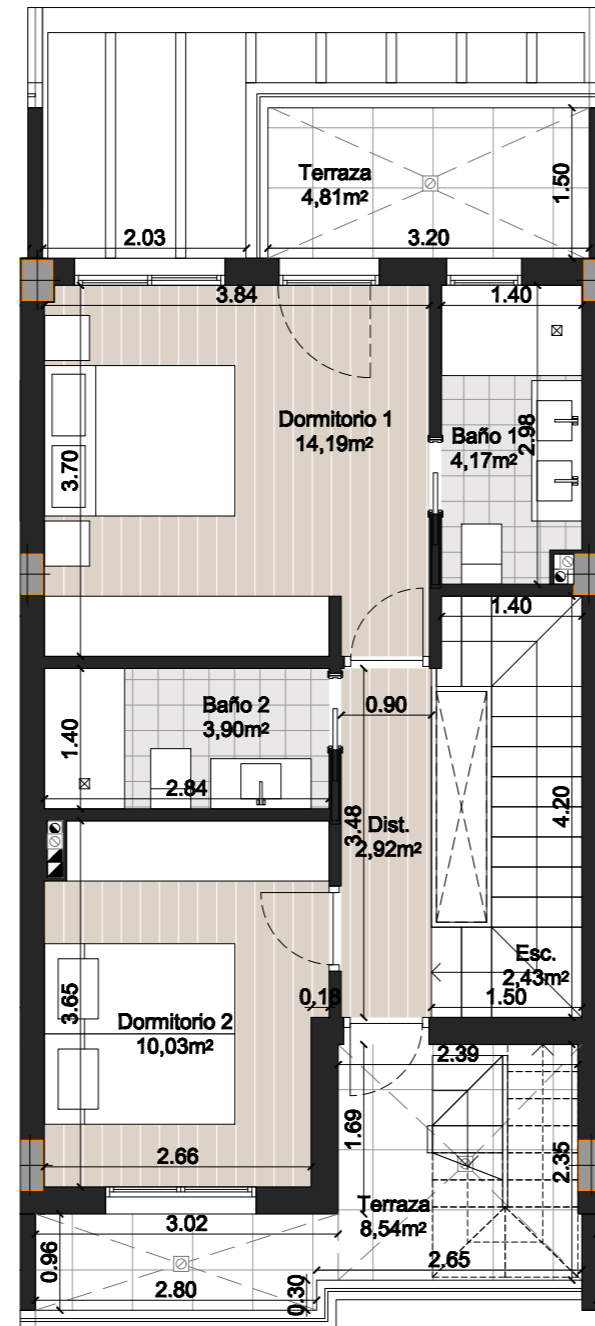 Terraza
4,81m²
1.50
2.03
3.20
3.84
1.40
Dormitorio 1
14,19m²
Baño 1
4,17m²
2.98
3.70
1.40
Baño 2
3,90m²
0.90
1.40
2.84
4.20
3.48
Dist.
2,92m²
Esc.
2,43m²
3.65
0.18
1.50
Dormitorio 2
10,03m²
2.39
1.69
2.35
2.66
Terraza
8,54m²
3.02
0.96
2.80
0.30
2.65